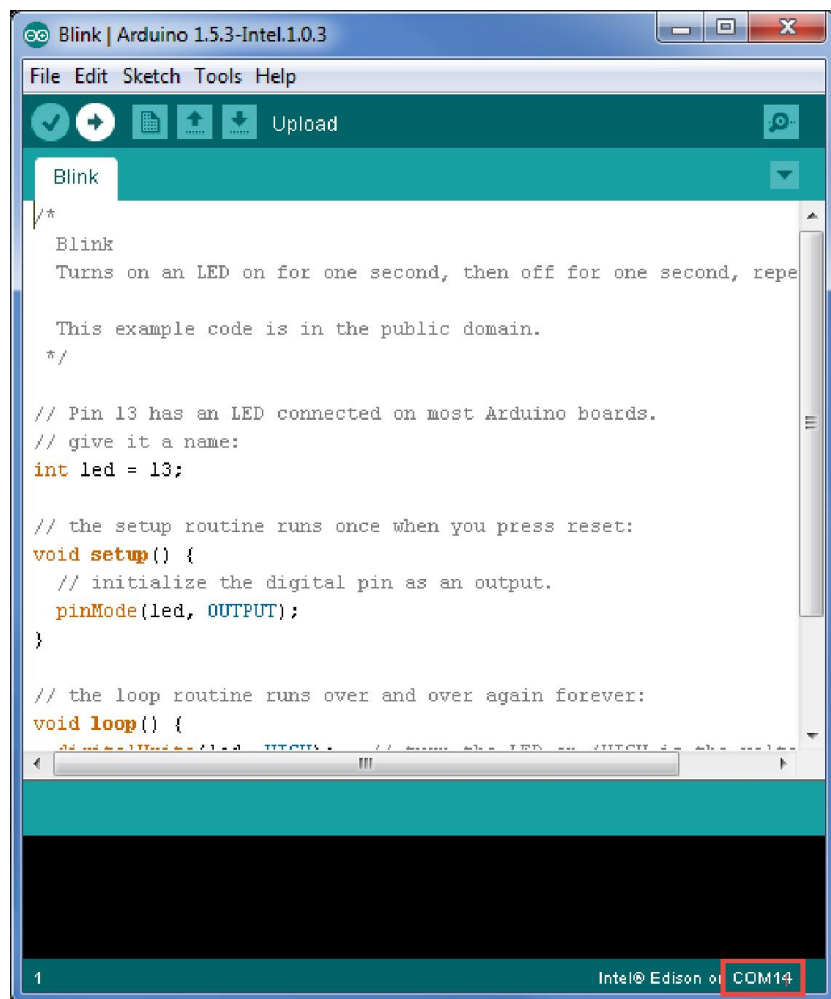 Blink | Arduino 1.5.3-Intel.1.0.3
File Edit Sketch Tools Help
Upload
Blink
/*
Blink
Turns on an LED on for one second, then off for one second, repe
This example code is in the public domain.
*/
// Pin 13 has an LED connected on most Arduino boards.
// give it a name:
int led = 13;
// the setup routine runs once when you press reset:
void setup() {
// initialize the digital pin as an output.
pinMode(led, OUTPUT);
}
// the loop routine runs over and over again forever:
void loop() {
1
Intel® Edison on COM14